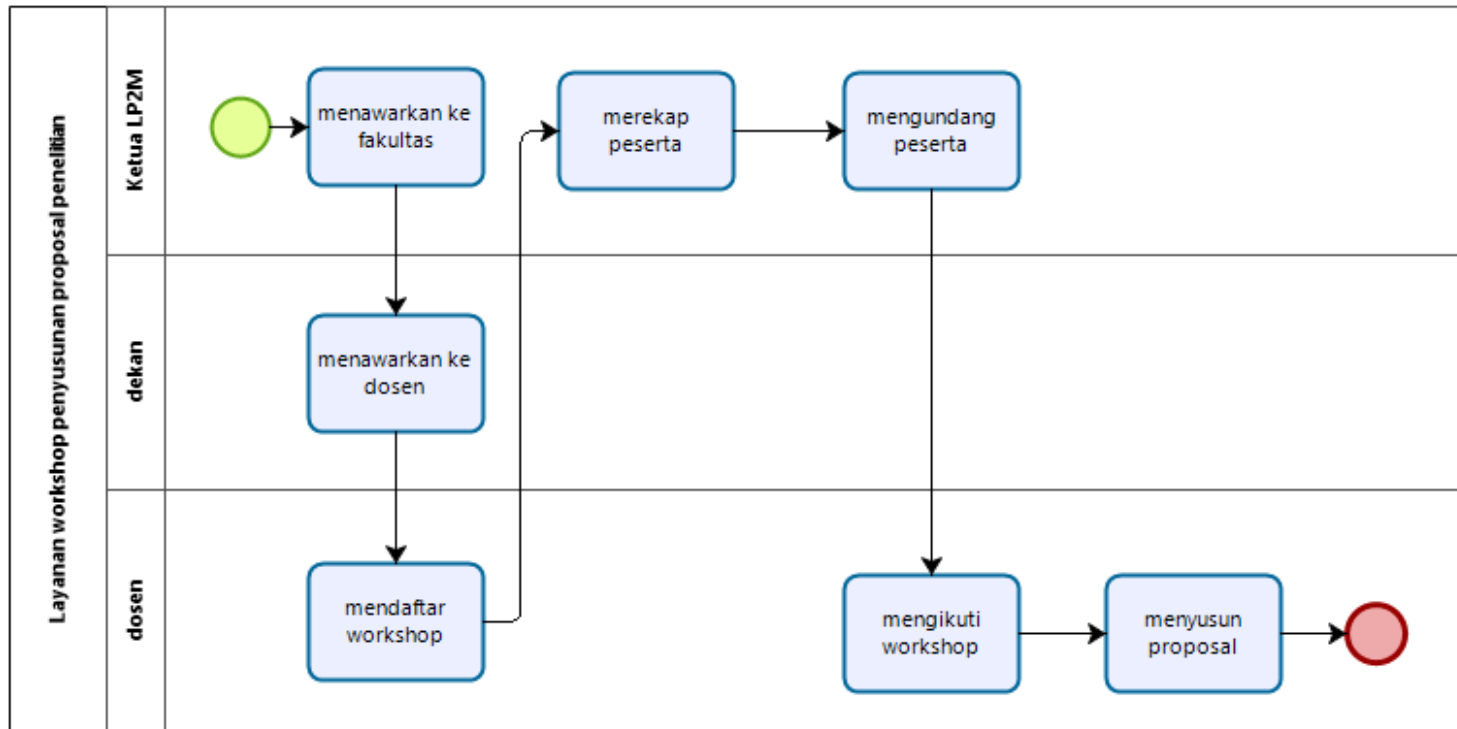 Layanan workshop penyusunan proposal penelitian
Ketua LP2M
menawarkan ke
fakultas
merekap
peserta
mengundang
peserta
dekan
menawarkan ke
dosen
dosen
mendaftar
workshop
mengikuti
workshop
menyusun
proposal